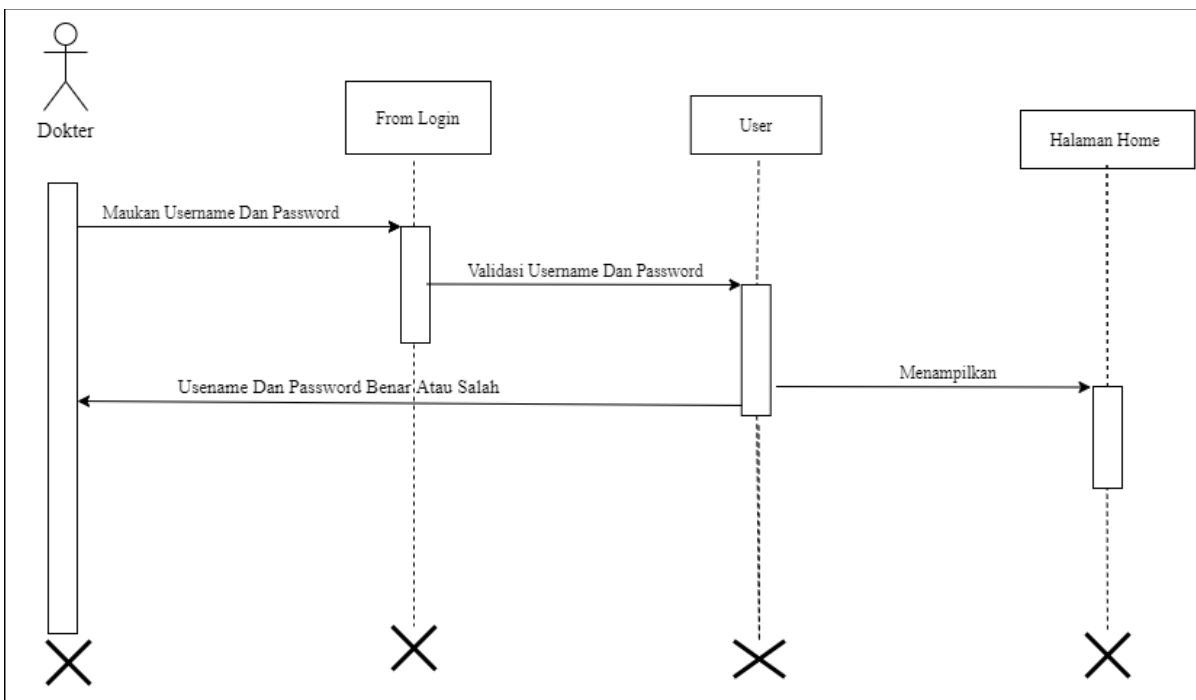 Dokter
From Login
User
Halaman Home
Maukan Username Dan Password
Validasi Username Dan Password
Menampilkan
Usename Dan Password Benar Atau Salah